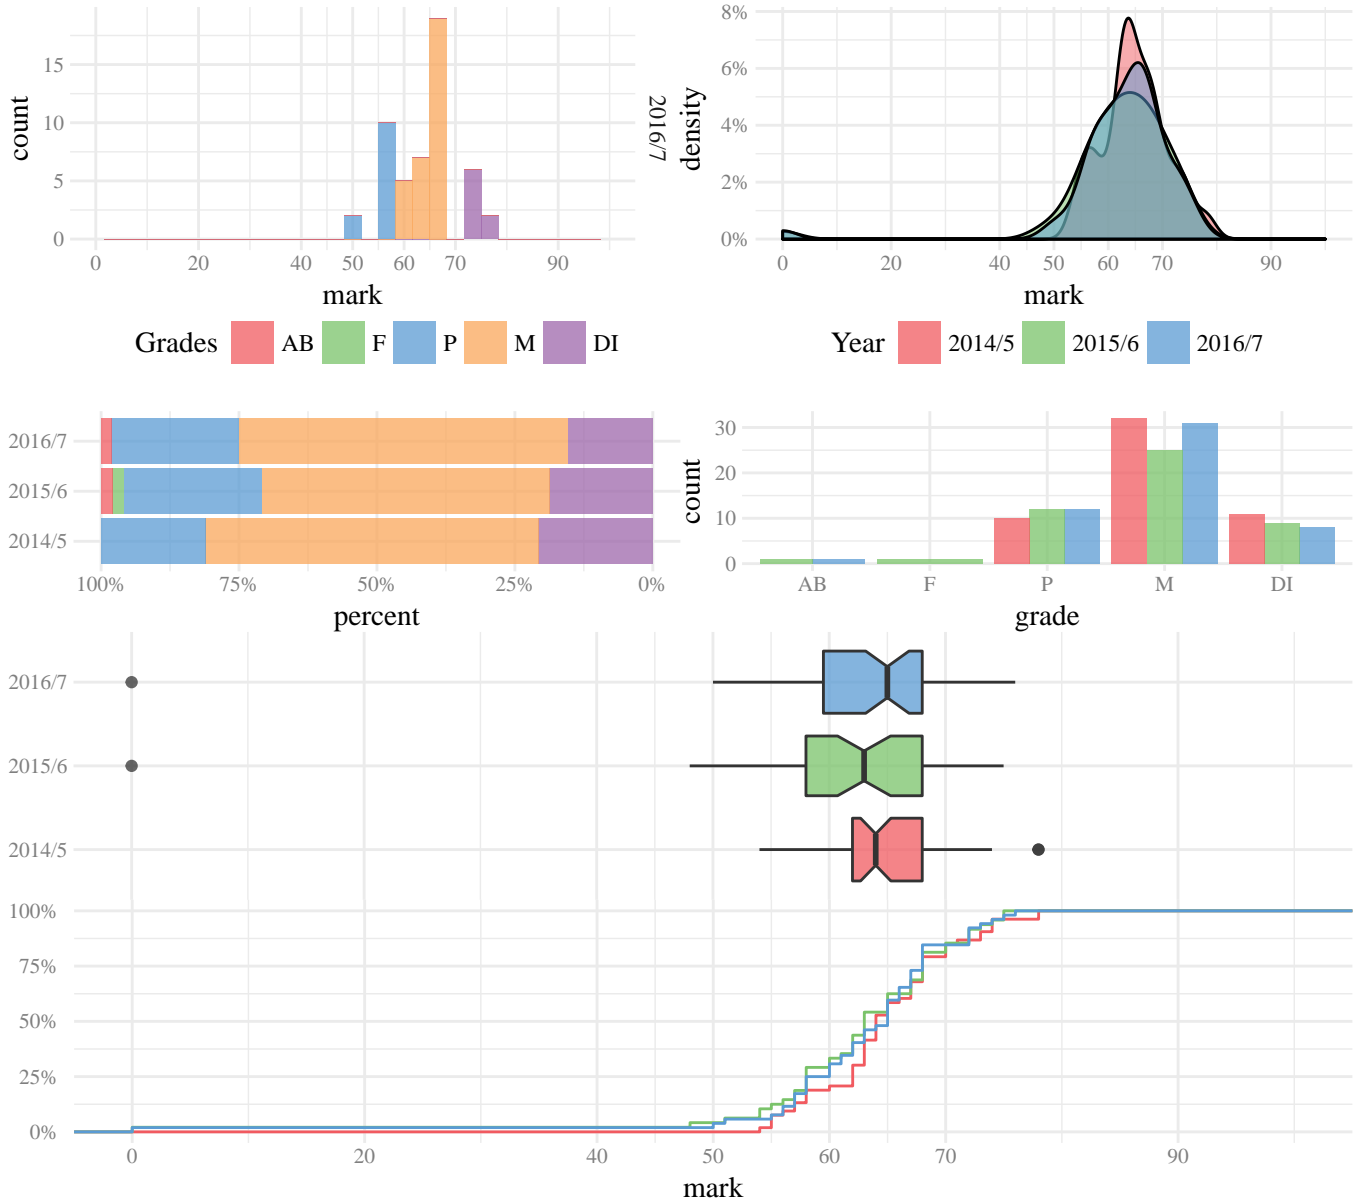 15
10
5
0
count
0 20 40 50 60 70 90
mark
2016/7
8%
6%
4%
2%
0%
density
0 20 40 50 60 70 90
mark
Grades AB F P M DI
Year 2014/5 2015/6 2016/7
2016/7
2015/6
2014/5
100% 75% 50% 25% 0%
percent
30
20
10
0
count
AB F P M DI
grade
2016/7
2015/6
2014/5
100%
75%
50%
25%
0%
0 20 40 50 60 70 90
mark